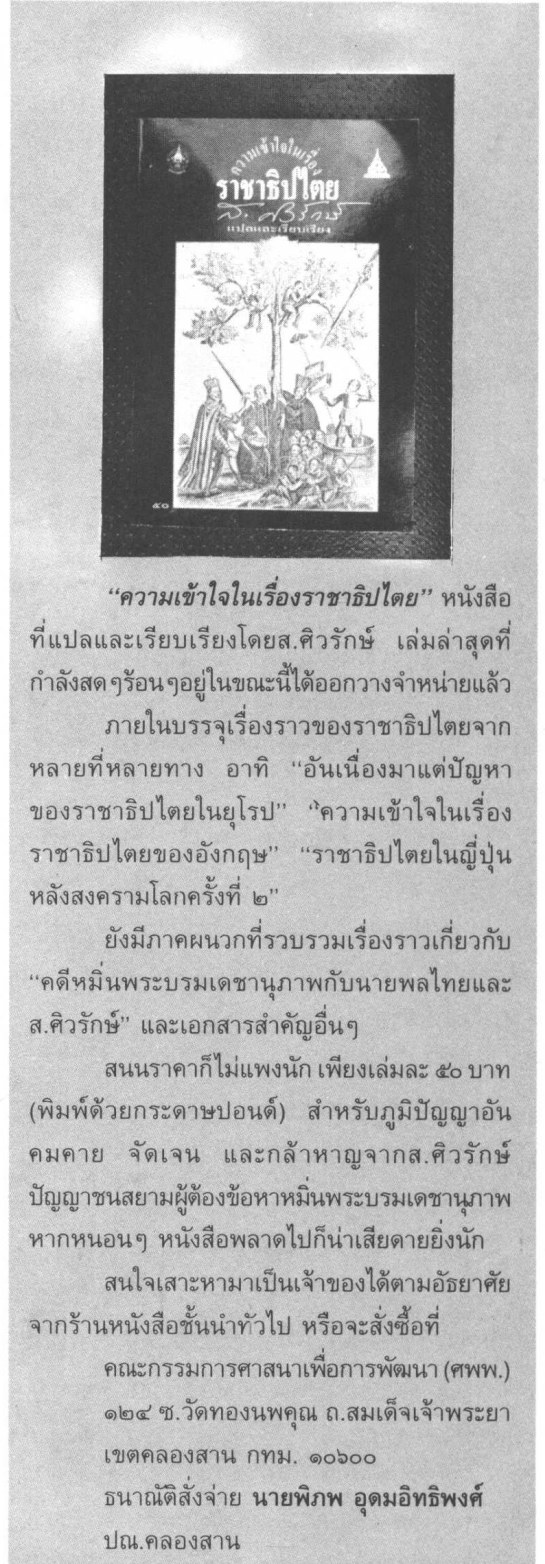 ความเข้าใจในเรื่อง
ราชาธิปไตย
ส. ศิวรักษ์
แปลและเรียบเรียง
๕๐
“ความเข้าใจในเรื่องราชาธิปไตย” หนังสือ
ที่แปลและเรียบเรียงโดยส.ศิวรักษ์ เล่มล่าสุดที่
กำลังสดๆร้อนๆอยู่ในขณะนี้ได้ออกวางจำหน่ายแล้ว
ภายในบรรจุเรื่องราวของราชาธิปไตยจาก
หลายที่หลายทาง อาทิ “อันเนื่องมาแต่ปัญหา
ของราชาธิปไตยในยุโรป” “ความเข้าใจในเรื่อง
ราชาธิปไตยของอังกฤษ” “ราชาธิปไตยในญี่ปุ่น
หลังสงครามโลกครั้งที่ ๒”
ยังมีภาคผนวกที่รวบรวมเรื่องราวเกี่ยวกับ
“คดีหมิ่นพระบรมเดชานุภาพกับนายพลไทยและ
ส.ศิวรักษ์” และเอกสารสำคัญอื่นๆ
สนนราคาก็ไม่แพงนัก เพียงเล่มละ ๕๐ บาท
(พิมพ์ด้วยกระดาษปอนด์) สำหรับภูมิปัญญาอัน
คมคาย จัดเจน และกล้าหาญจากส.ศิวรักษ์
ปัญญาชนสยามผู้ต้องข้อหาหมิ่นพระบรมเดชานุภาพ
หากหนอนๆ หนังสือพลาดไปก็น่าเสียดายยิ่งนัก
สนใจเสาะหามาเป็นเจ้าของได้ตามอัธยาศัย
จากร้านหนังสือชั้นนำทั่วไป หรือจะสั่งซื้อที่
คณะกรรมการศาสนาเพื่อการพัฒนา (ศพพ.)
๑๒๔ ซ.วัดทองนพคุณ ถ.สมเด็จเจ้าพระยา
เขตคลองสาน กทม. ๑๐๖๐๐
ธนาณัติสั่งจ่าย นายพิภพ อุดมอิทธิพงศ์
ปณ.คลองสาน